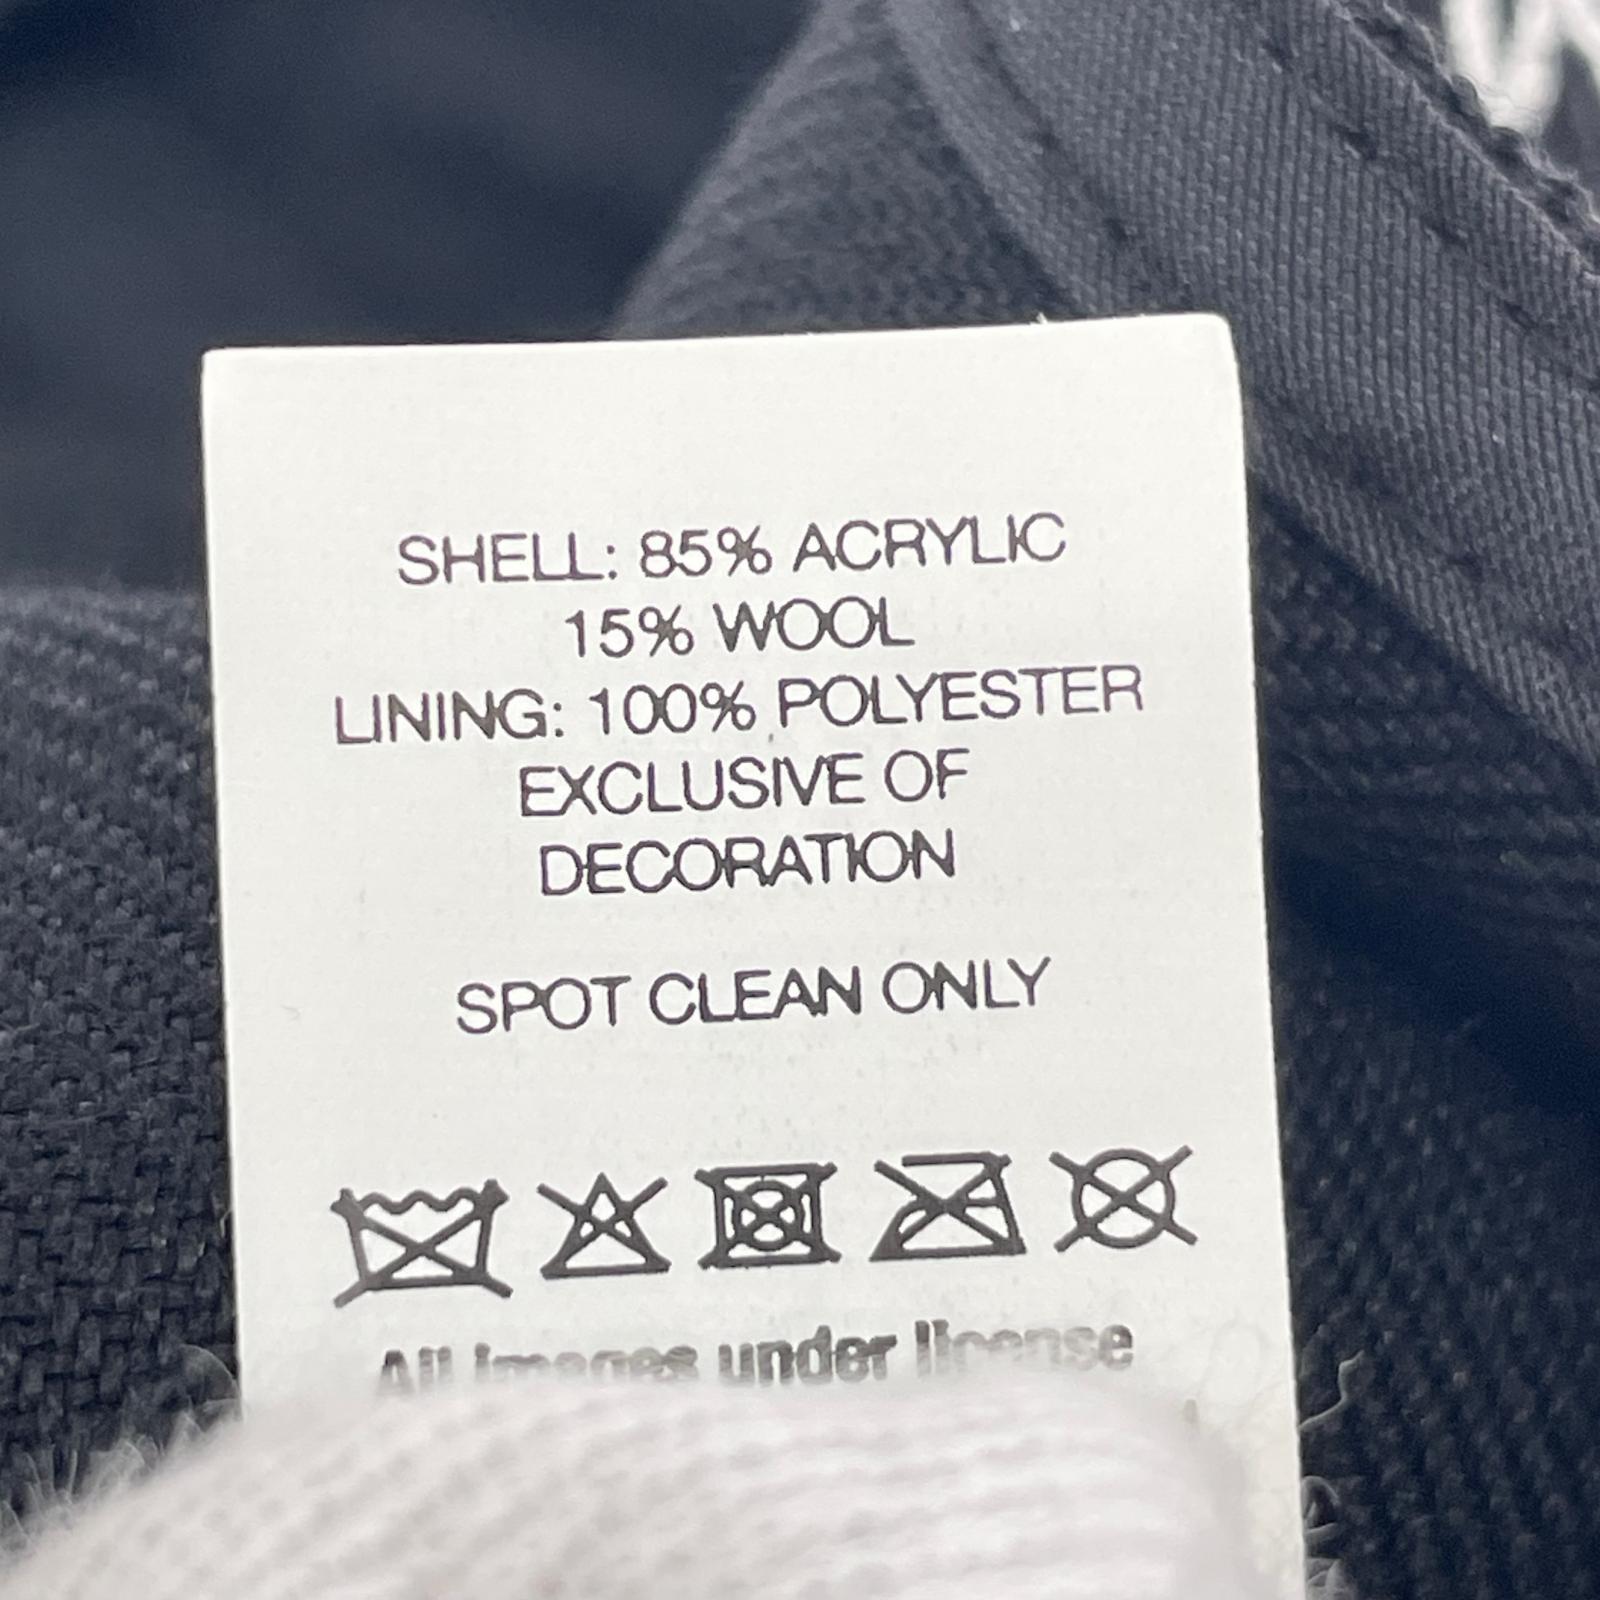 SHELL: 85% ACRYLIC
15% WOOL
LINING: 100% POLYESTER
EXCLUSIVE OF
DECORATION
SPOT CLEAN ONLY
All images under license